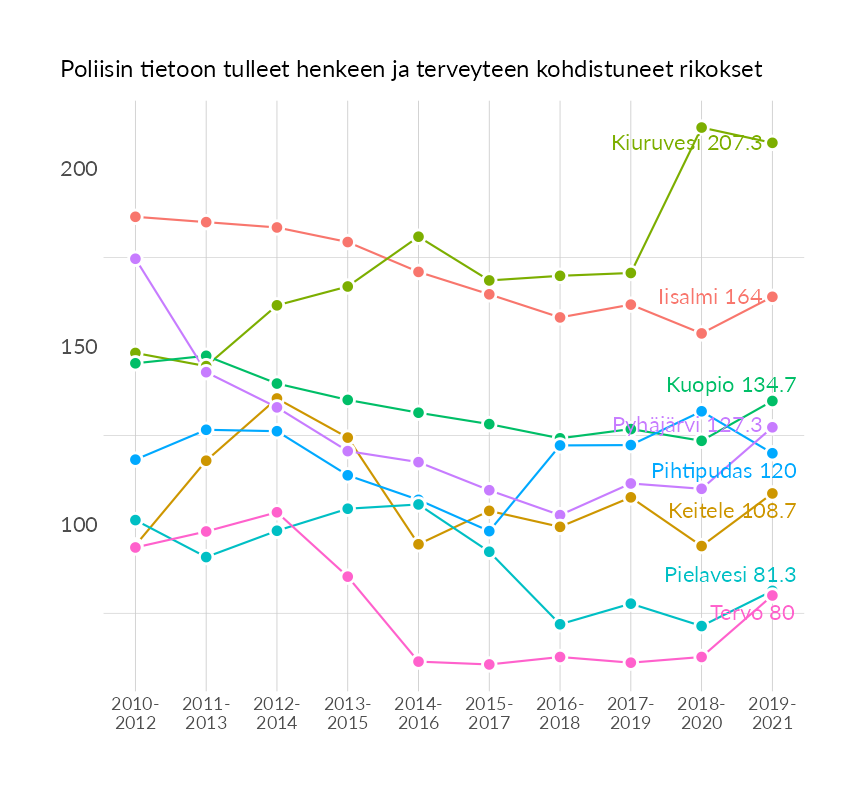 Poliisin tietoon tulleet henkeen ja terveyteen kohdistuneet rikokset
200
150
100
Kiuruvesi 207.3
Iisalmi 164
Kuopio 134.7
Pyhäjärvi 127.3
Pihtipudas 120
Keitele 108.7
Pielavesi 81.3
Tervo 80
2010- 2011- 2012- 2013- 2014- 2015- 2016- 2017- 2018- 2019-
2012 2013 2014 2015 2016 2017 2018 2019 2020 2021